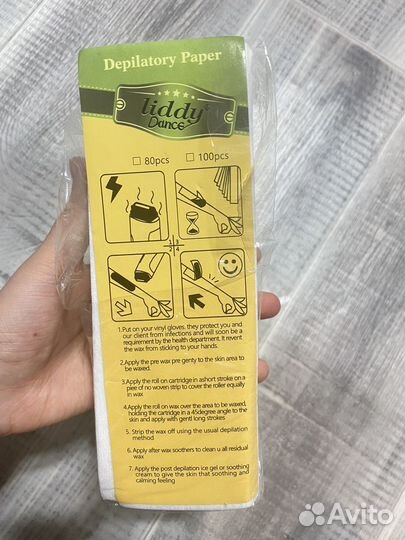 Depilatory Paper
liddy
Dance
80pcs
100pcs
1 3
2 4
1.Put on your vinyl gloves, they protect you and
our client from infections and will soon be a
requirement by the health department. It revent
the wax from sticking to your hands.
2.Apply the pre wax pre genty to the skin area to
be waxed.
3.Apply the roll on cartridge in ashort stroke on a
piee of no woven strip to cover the roller equally
in wax
4.Apply the roll on wax over the area to be waxed,
holding the cartridge in a 45degree angle to the
skin and apply with gentl long strokes
5. Strip the wax off using the usual depilation
method
6. Apply after wax soothers to clean u all residual
wax
7. Apply the post depilation ice gel or soothing
cream to give the skin that soothing and
calming feeling
Avito